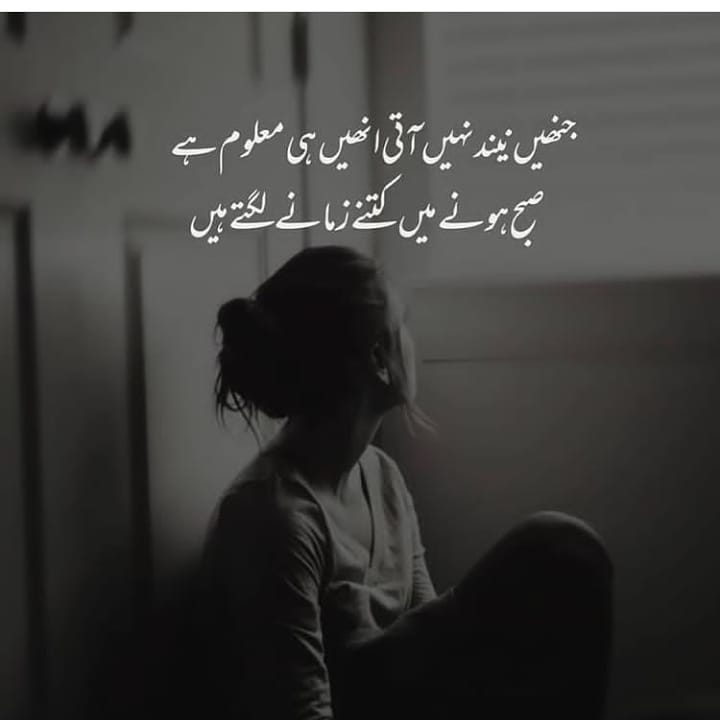 جنھیں نیند نہیں آتی انھیں ہی معلوم ہے
صبح ہونے میں کتنے زمانے لگتے ہیں